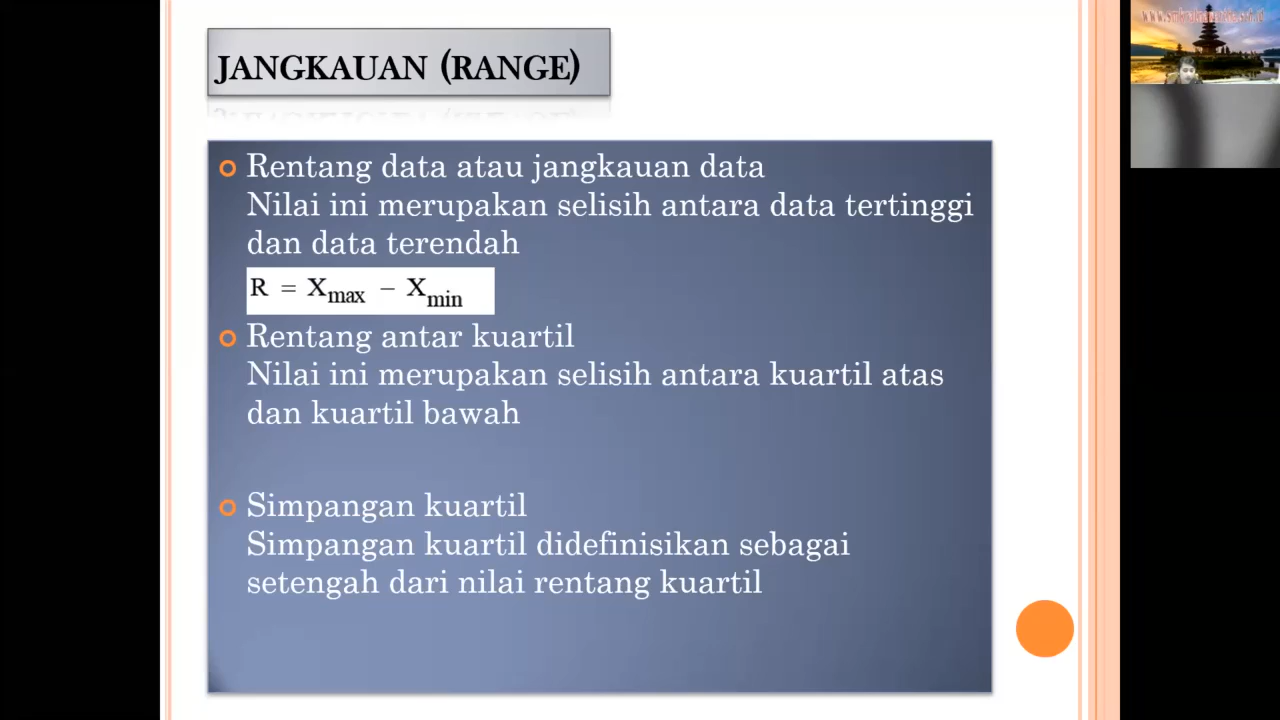 JANGKAUAN (RANGE)
Rentang data atau jangkauan data
Nilai ini merupakan selisih antara data tertinggi
dan data terendah
R = Xmax − Xmin
Rentang antar kuartil
Nilai ini merupakan selisih antara kuartil atas
dan kuartil bawah
Simpangan kuartil
Simpangan kuartil didefinisikan sebagai
setengah dari nilai rentang kuartil